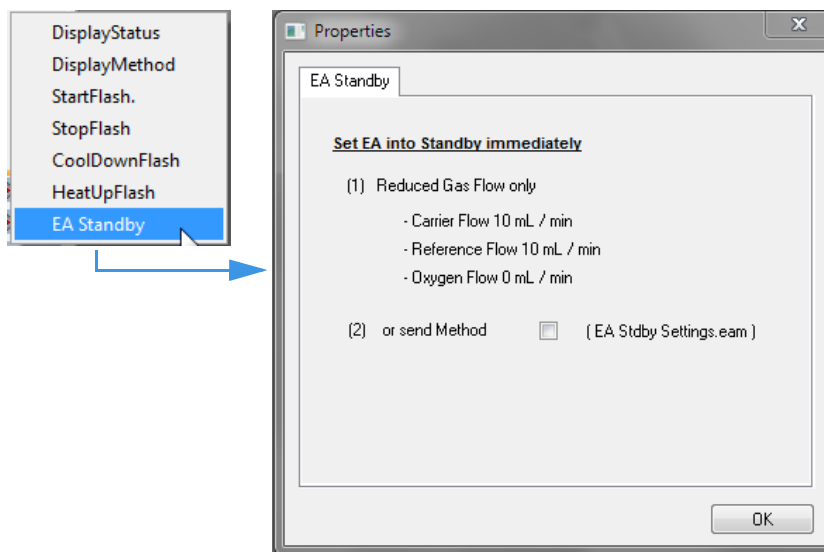 DisplayStatus
DisplayMethod
StartFlash.
StopFlash
CoolDownFlash
HeatUpFlash
EA Standby
Properties
EA Standby
Set EA into Standby immediately
(1) Reduced Gas Flow only
- Carrier Flow 10 mL / min
- Reference Flow 10 mL / min
- Oxygen Flow 0 mL / min
(2) or send Method ( EA Stdby Settings.eam )
OK